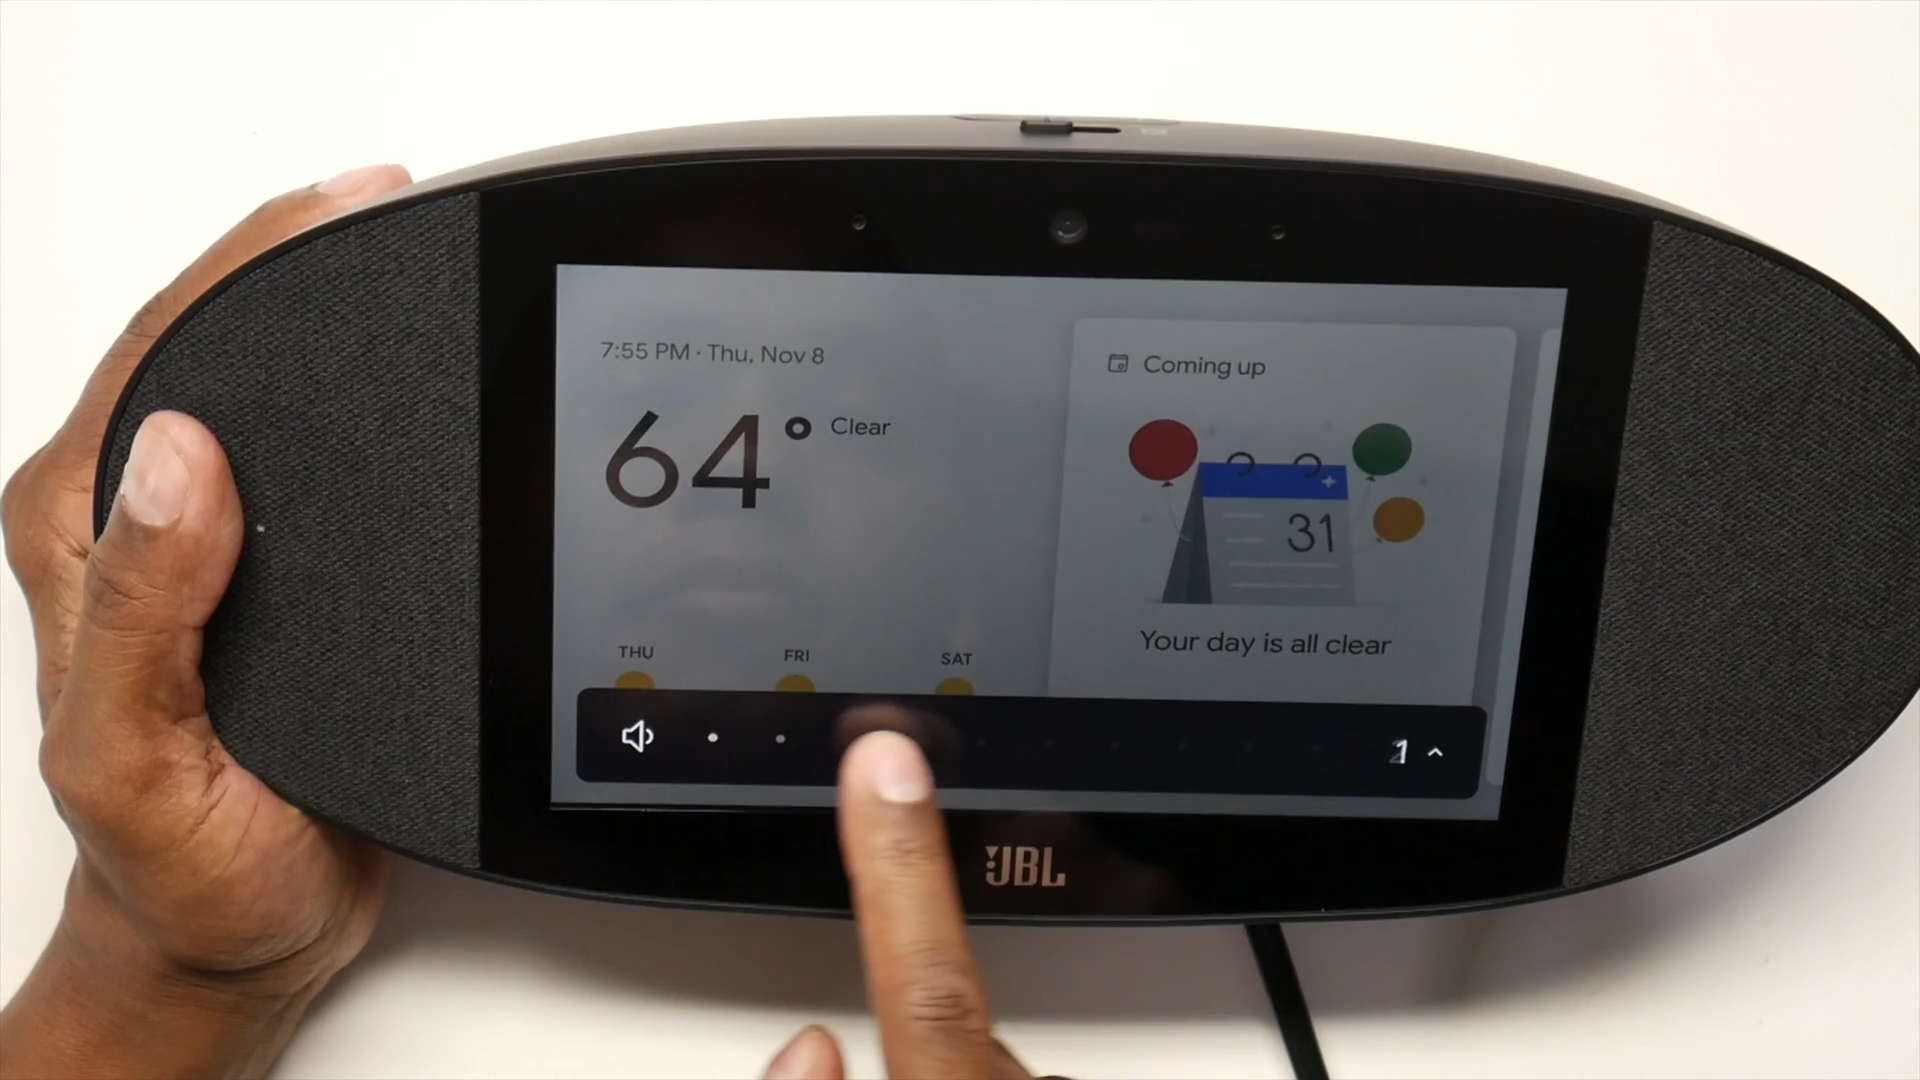 7:55 PM · Thu, Nov 8
64° Clear
Coming up
31
Your day is all clear
THU FRI SAT
JBL